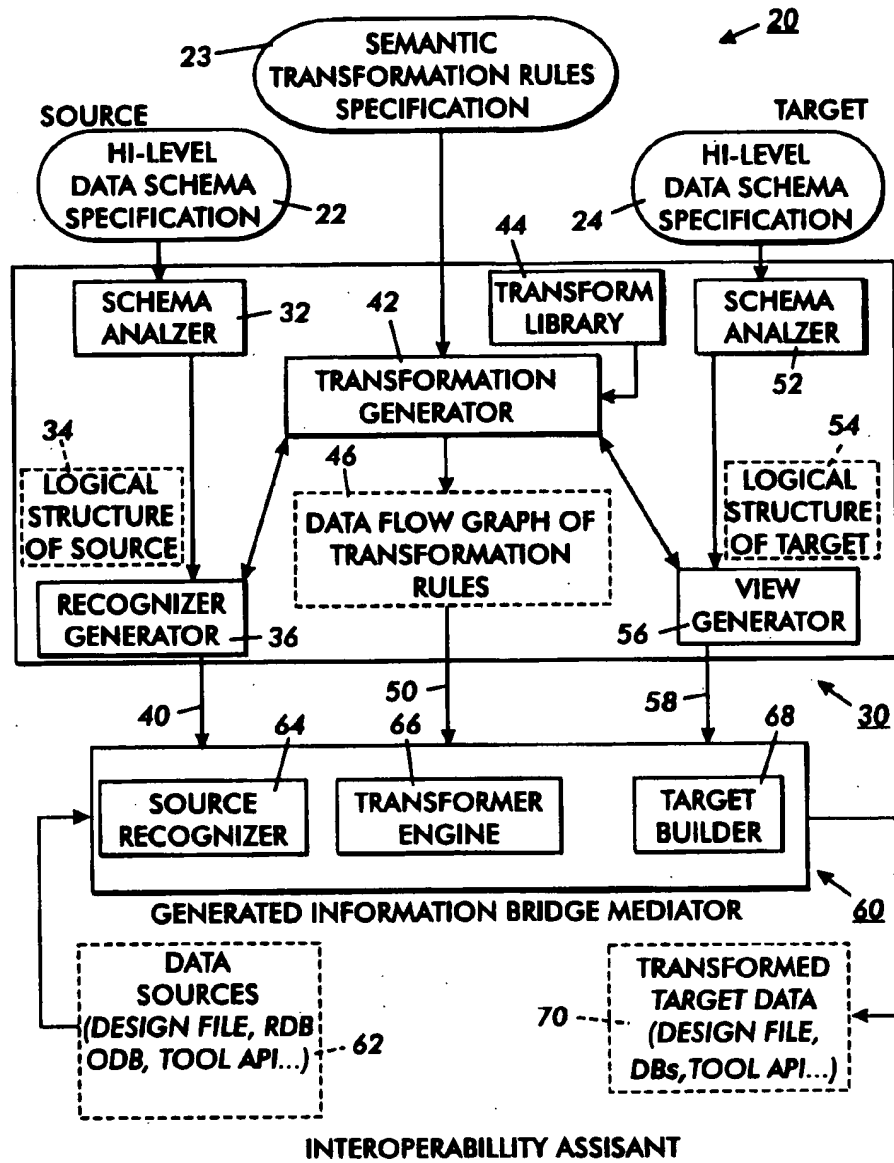 20
23
SEMANTIC
TRANSFORMATION RULES
SPECIFICATION
SOURCE
TARGET
HI-LEVEL
DATA SCHEMA
SPECIFICATION
22
HI-LEVEL
DATA SCHEMA
SPECIFICATION
24
44
SCHEMA
ANALZER
32
42
TRANSFORM
LIBRARY
SCHEMA
ANALZER
52
TRANSFORMATION
GENERATOR
34
LOGICAL
STRUCTURE
OF SOURCE
46
DATA FLOW GRAPH OF
TRANSFORMATION
RULES
54
LOGICAL
STRUCTURE
OF TARGET
RECOGNIZER
GENERATOR
36
VIEW
GENERATOR
56
40
50
58
30
64
66
68
SOURCE
RECOGNIZER
TRANSFORMER
ENGINE
TARGET
BUILDER
GENERATED INFORMATION BRIDGE MEDIATOR
60
DATA
SOURCES
(DESIGN FILE, RDB
ODB, TOOL API...)
62
70
TRANSFORMED
TARGET DATA
(DESIGN FILE,
DBs,TOOL API...)
INTEROPERABILLITY ASSISANT